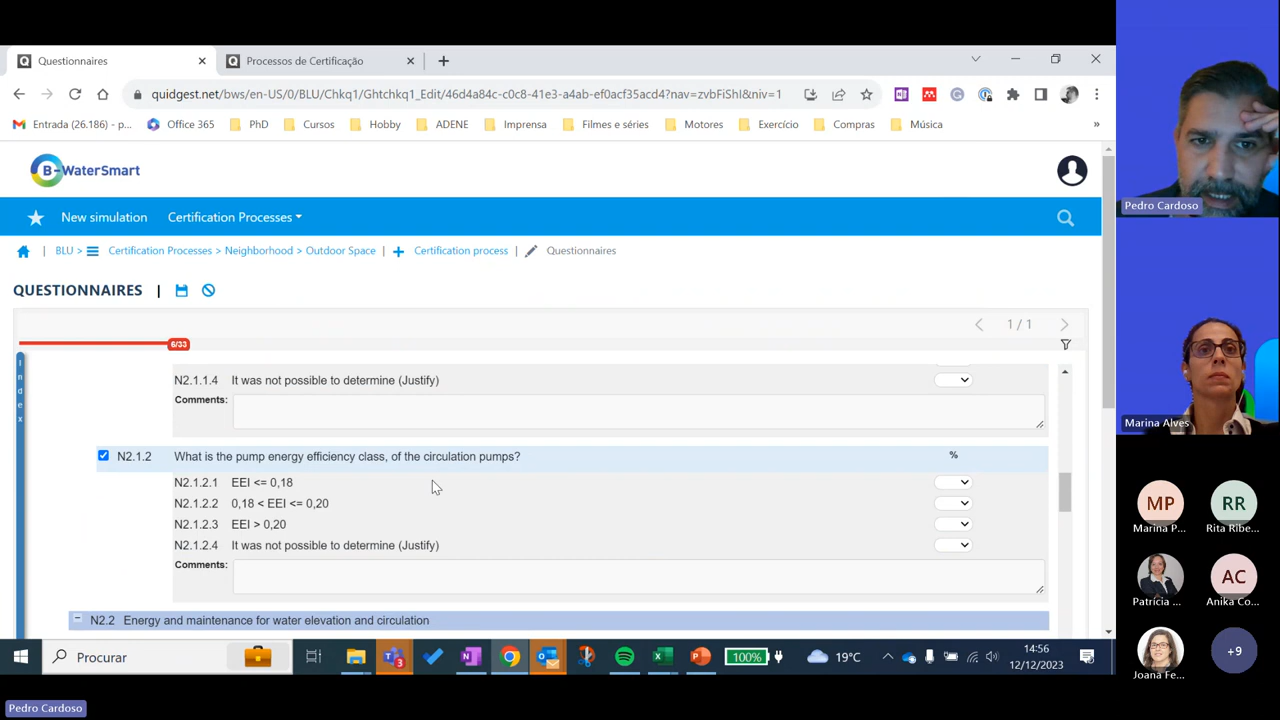 Questionnaires
Processos de Certificação
quidgest.net/bws/en-US/0/BLU/Chkq1/Ghtchkq1_Edit/46d4a84c-c0c8-41e3-a4ab-ef0acf35acd4?nav=zvbFiShI&niv=1
Entrada (26.186) - p... Office 365 PhD Cursos Hobby ADENE Imprensa Filmes e séries Motores Exercício Compras Música »
B-WaterSmart
New simulation Certification Processes
BLU > Certification Processes > Neighborhood > Outdoor Space | Certification process | Questionnaires
QUESTIONNAIRES |
1 / 1
6/33
Index
N2.1.1.4 It was not possible to determine (Justify)
Comments:
N2.1.2 What is the pump energy efficiency class, of the circulation pumps? %
N2.1.2.1 EEI <= 0,18
N2.1.2.2 0,18 < EEI <= 0,20
N2.1.2.3 EEI > 0,20
N2.1.2.4 It was not possible to determine (Justify)
Comments:
N2.2 Energy and maintenance for water elevation and circulation
Procurar
3
100%
19°C
14:56
12/12/2023
Pedro Cardoso
Marina Alves
MP
Marina P...
RR
Rita Ribe...
Patrícia ...
AC
Anika Co...
Joana Fe...
+9
Pedro Cardoso